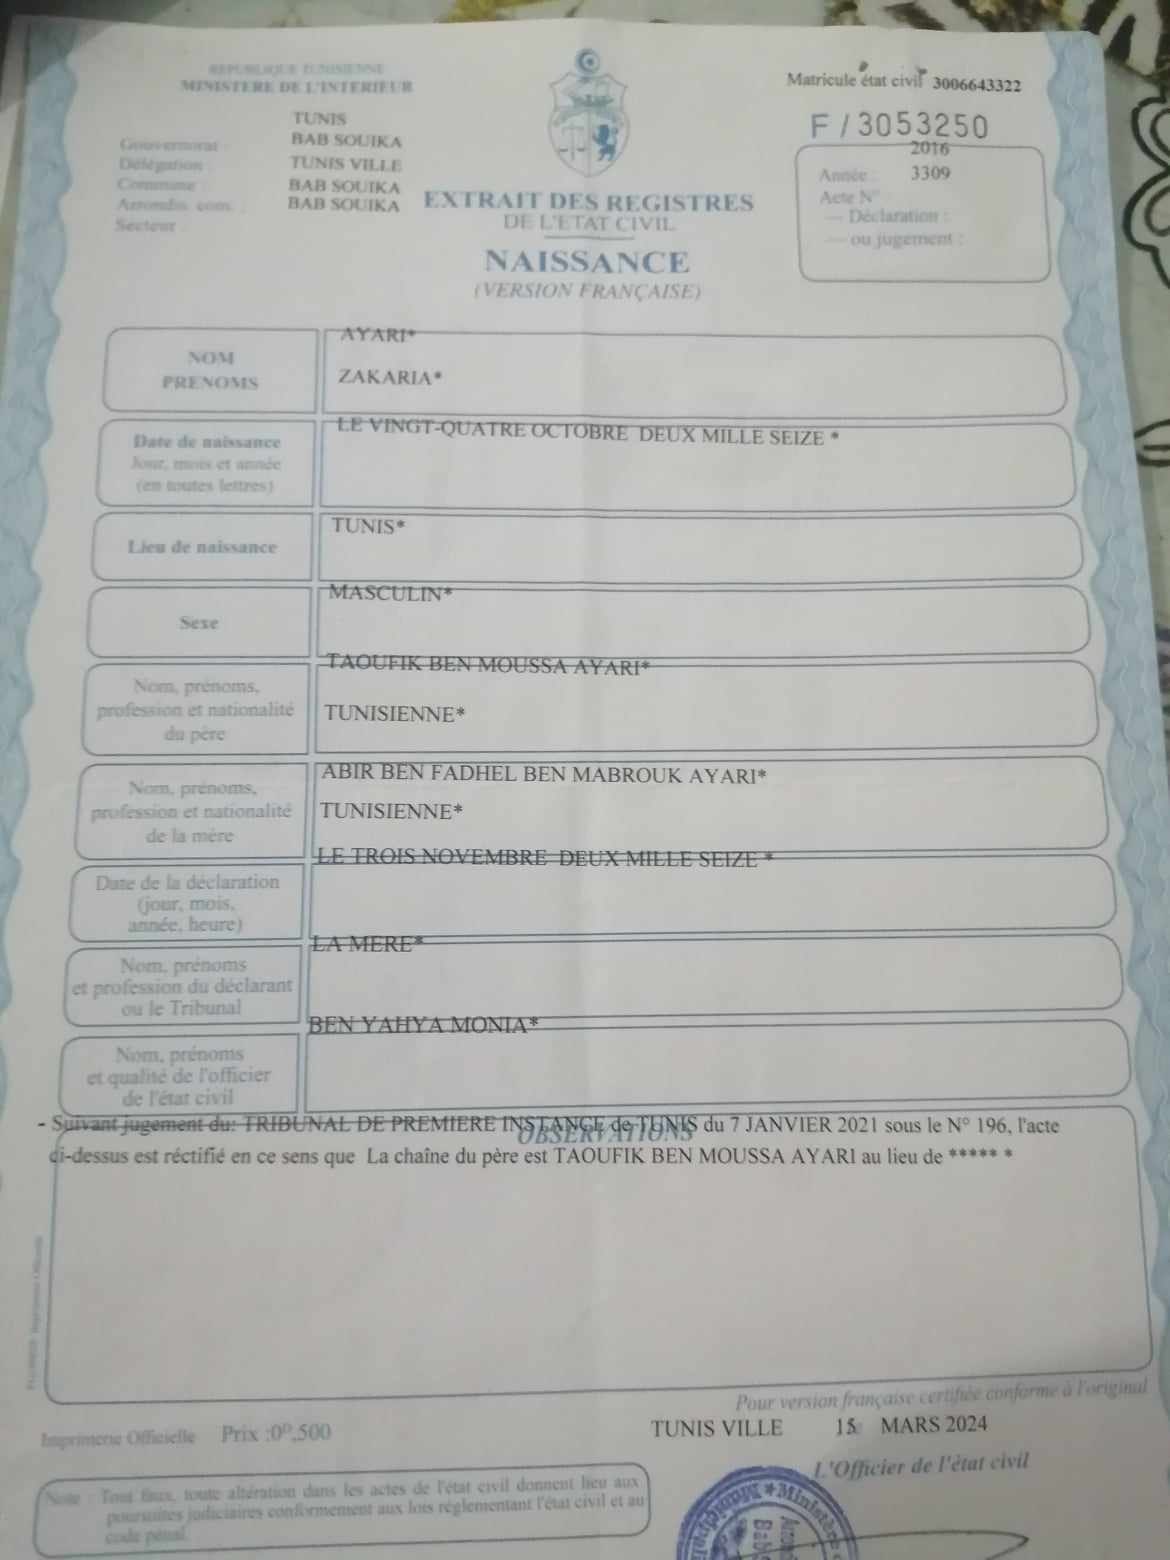 REPUBLIQUE TUNISIENNE
MINISTERE DE L'INTERIEUR
Gouvernorat : TUNIS
Délégation : BAB SOUIKA
Commune : TUNIS VILLE
Arrondis. com. : BAB SOUIKA
Secteur : BAB SOUIKA
EXTRAIT DES REGISTRES
DE L'ETAT CIVIL
NAISSANCE
(VERSION FRANÇAISE)
Matricule état civil 3006643322
F / 3053250
Année : 2016
Acte N° 3309
— Déclaration :
— ou jugement :
NOM AYARI*
PRENOMS ZAKARIA*
Date de naissance LE VINGT-QUATRE OCTOBRE DEUX MILLE SEIZE *
Jour, mois et année
(en toutes lettres)
Lieu de naissance TUNIS*
Sexe MASCULIN*
Nom, prénoms, TAOUFIK BEN MOUSSA AYARI*
profession et nationalité TUNISIENNE*
du père
Nom, prénoms, ABIR BEN FADHEL BEN MABROUK AYARI*
profession et nationalité TUNISIENNE*
de la mère
Date de la déclaration LE TROIS NOVEMBRE DEUX MILLE SEIZE *
(jour, mois,
année, heure)
Nom, prénoms LA MERE*
et profession du déclarant
ou le Tribunal
Nom, prénoms BEN YAHYA MONIA*
et qualité de l'officier
de l'état civil
OBSERVATIONS
- Suivant jugement du: TRIBUNAL DE PREMIERE INSTANCE de TUNIS du 7 JANVIER 2021 sous le N° 196, l'acte
di-dessus est réctifié en ce sens que La chaîne du père est TAOUFIK BEN MOUSSA AYARI au lieu de ***** *
Pour version française certifiée conforme à l'original
Imprimerie Officielle Prix :0ᴰ,500
TUNIS VILLE 15 MARS 2024
L'Officier de l'état civil
Note : Tous faux, toute altération dans les actes de l'état civil donnent lieu aux
poursuites judiciaires conformement aux lois réglementant l'état civil et au
code pénal.
Ministère